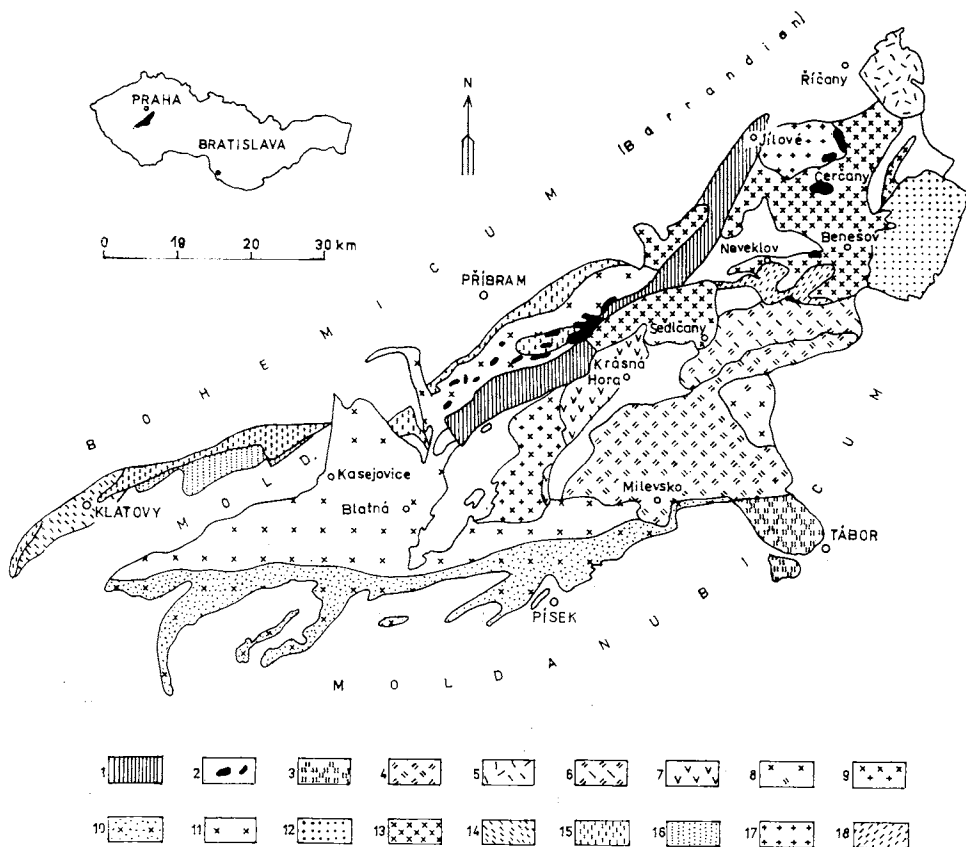 Říčany
(Barrandian)
PRAHA
BRATISLAVA
N
Jílové
Čerčany
0 10 20 30 km
Neveklov
Benešov
PŘÍBRAM
Sedlčany
Krásná
Hora
BOHEMICUM
Kasejovice
Milevsko
KLATOVY
MOLD.
Blatná
TÁBOR
PÍSEK
MOLDANUBICUM
1 2 3 4 5 6 7 8 9
10 11 12 13 14 15 16 17 18